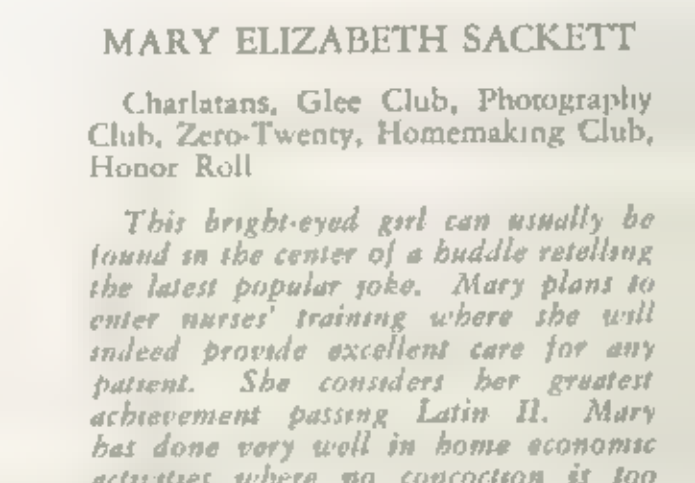 MARY ELIZABETH SACKETT
Charlatans, Glee Club, Photography
Club, Zero-Twenty, Homemaking Club,
Honor Roll
This bright-eyed girl can usually be
found in the center of a huddle retelling
the latest popular joke. Mary plans to
enter nurses' training where she will
indeed provide excellent care for any
patient. She considers her greatest
achievement passing Latin II. Mary
has done very well in home economic
activities where no concoction is too